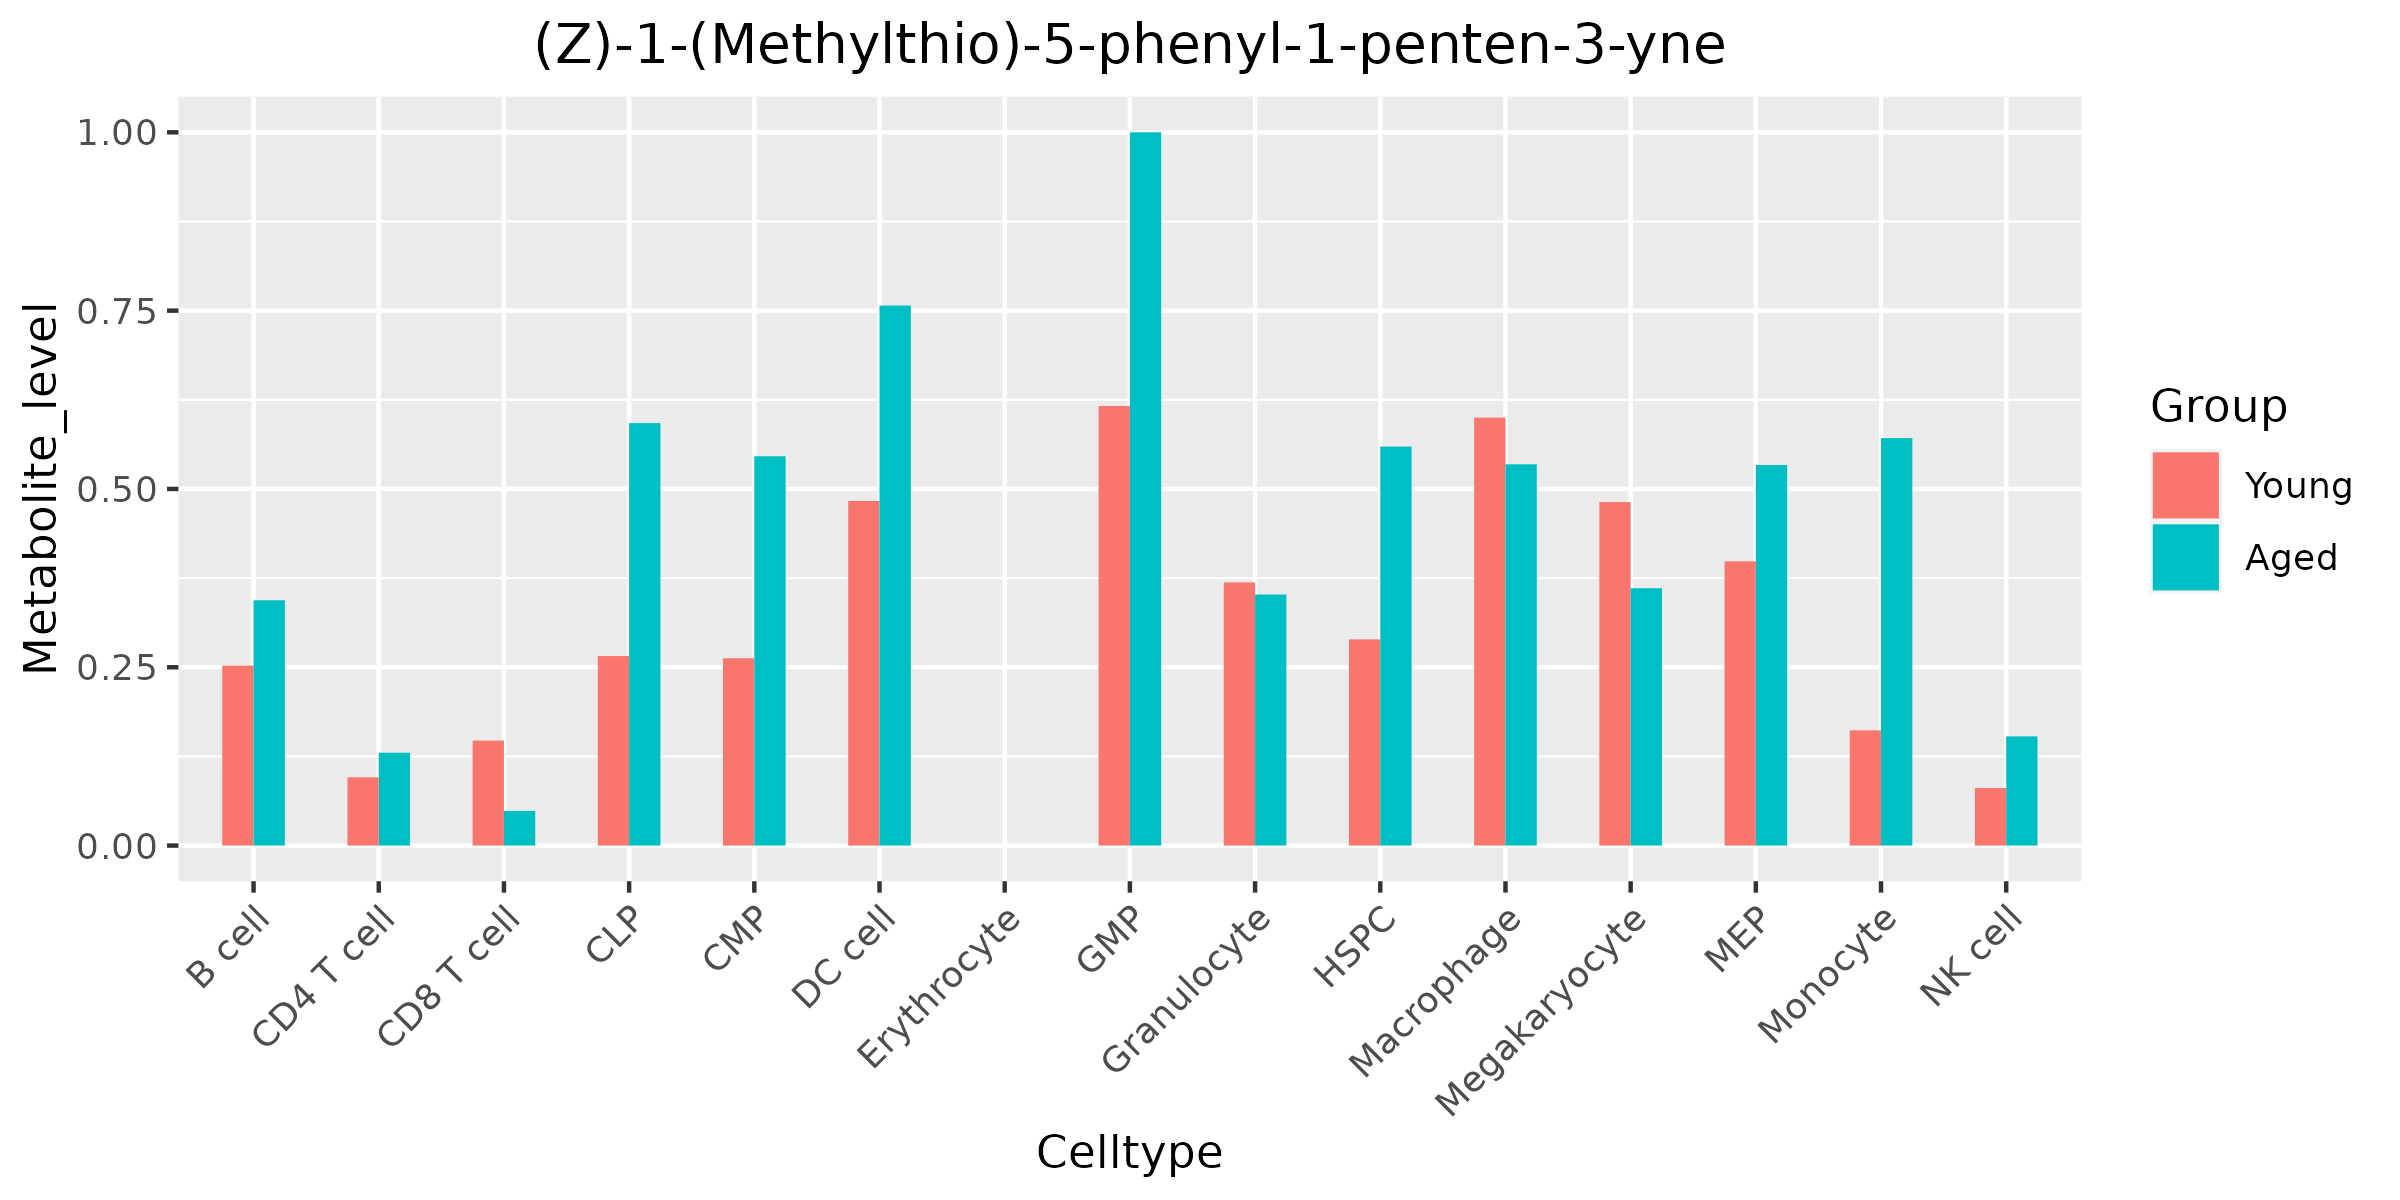 (Z)-1-(Methylthio)-5-phenyl-1-penten-3-yne
Metabolite_level
1.00
0.75
0.50
0.25
0.00
B cell
CD4 T cell
CD8 T cell
CLP
CMP
DC cell
Erythrocyte
GMP
Granulocyte
HSPC
Macrophage
Megakaryocyte
MEP
Monocyte
NK cell
Celltype
Group
Young
Aged